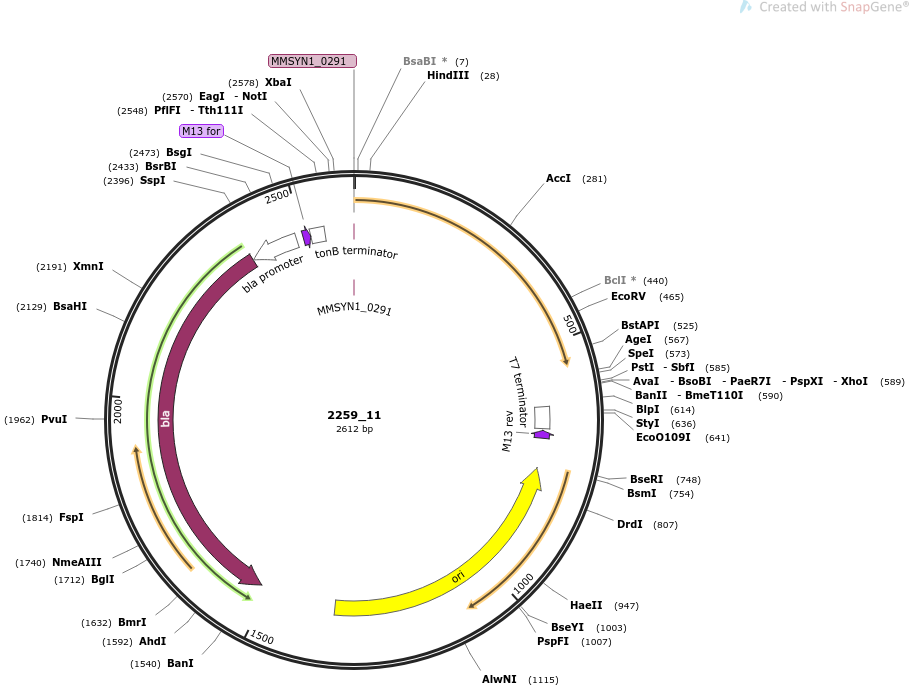 Created with SnapGene®
MMSYN1_0291
BsaBI * (7)
HindIII (28)
(2578) XbaI
(2570) EagI - NotI
(2548) PflFI - Tth111I
M13 for
(2473) BsgI
(2433) BsrBI
(2396) SspI
AccI (281)
2500
tonB terminator
bla promoter
(2191) XmnI
(2129) BsaHI
BclI * (440)
EcoRV (465)
MMSYN1_0291
500
BstAPI (525)
AgeI (567)
SpeI (573)
PstI - SbfI (585)
AvaI - BsoBI - PaeR7I - PspXI - XhoI (589)
BanII - BmeT110I (590)
BlpI (614)
StyI (636)
EcoO109I (641)
T7 terminator
M13 rev
2000
bla
(1962) PvuI
2259_11
2612 bp
BseRI (748)
BsmI (754)
DrdI (807)
(1814) FspI
(1740) NmeAIII
(1712) BglI
ori
1000
HaeII (947)
BseYI (1003)
PspFI (1007)
(1632) BmrI
(1592) AhdI
1500
(1540) BanI
AlwNI (1115)